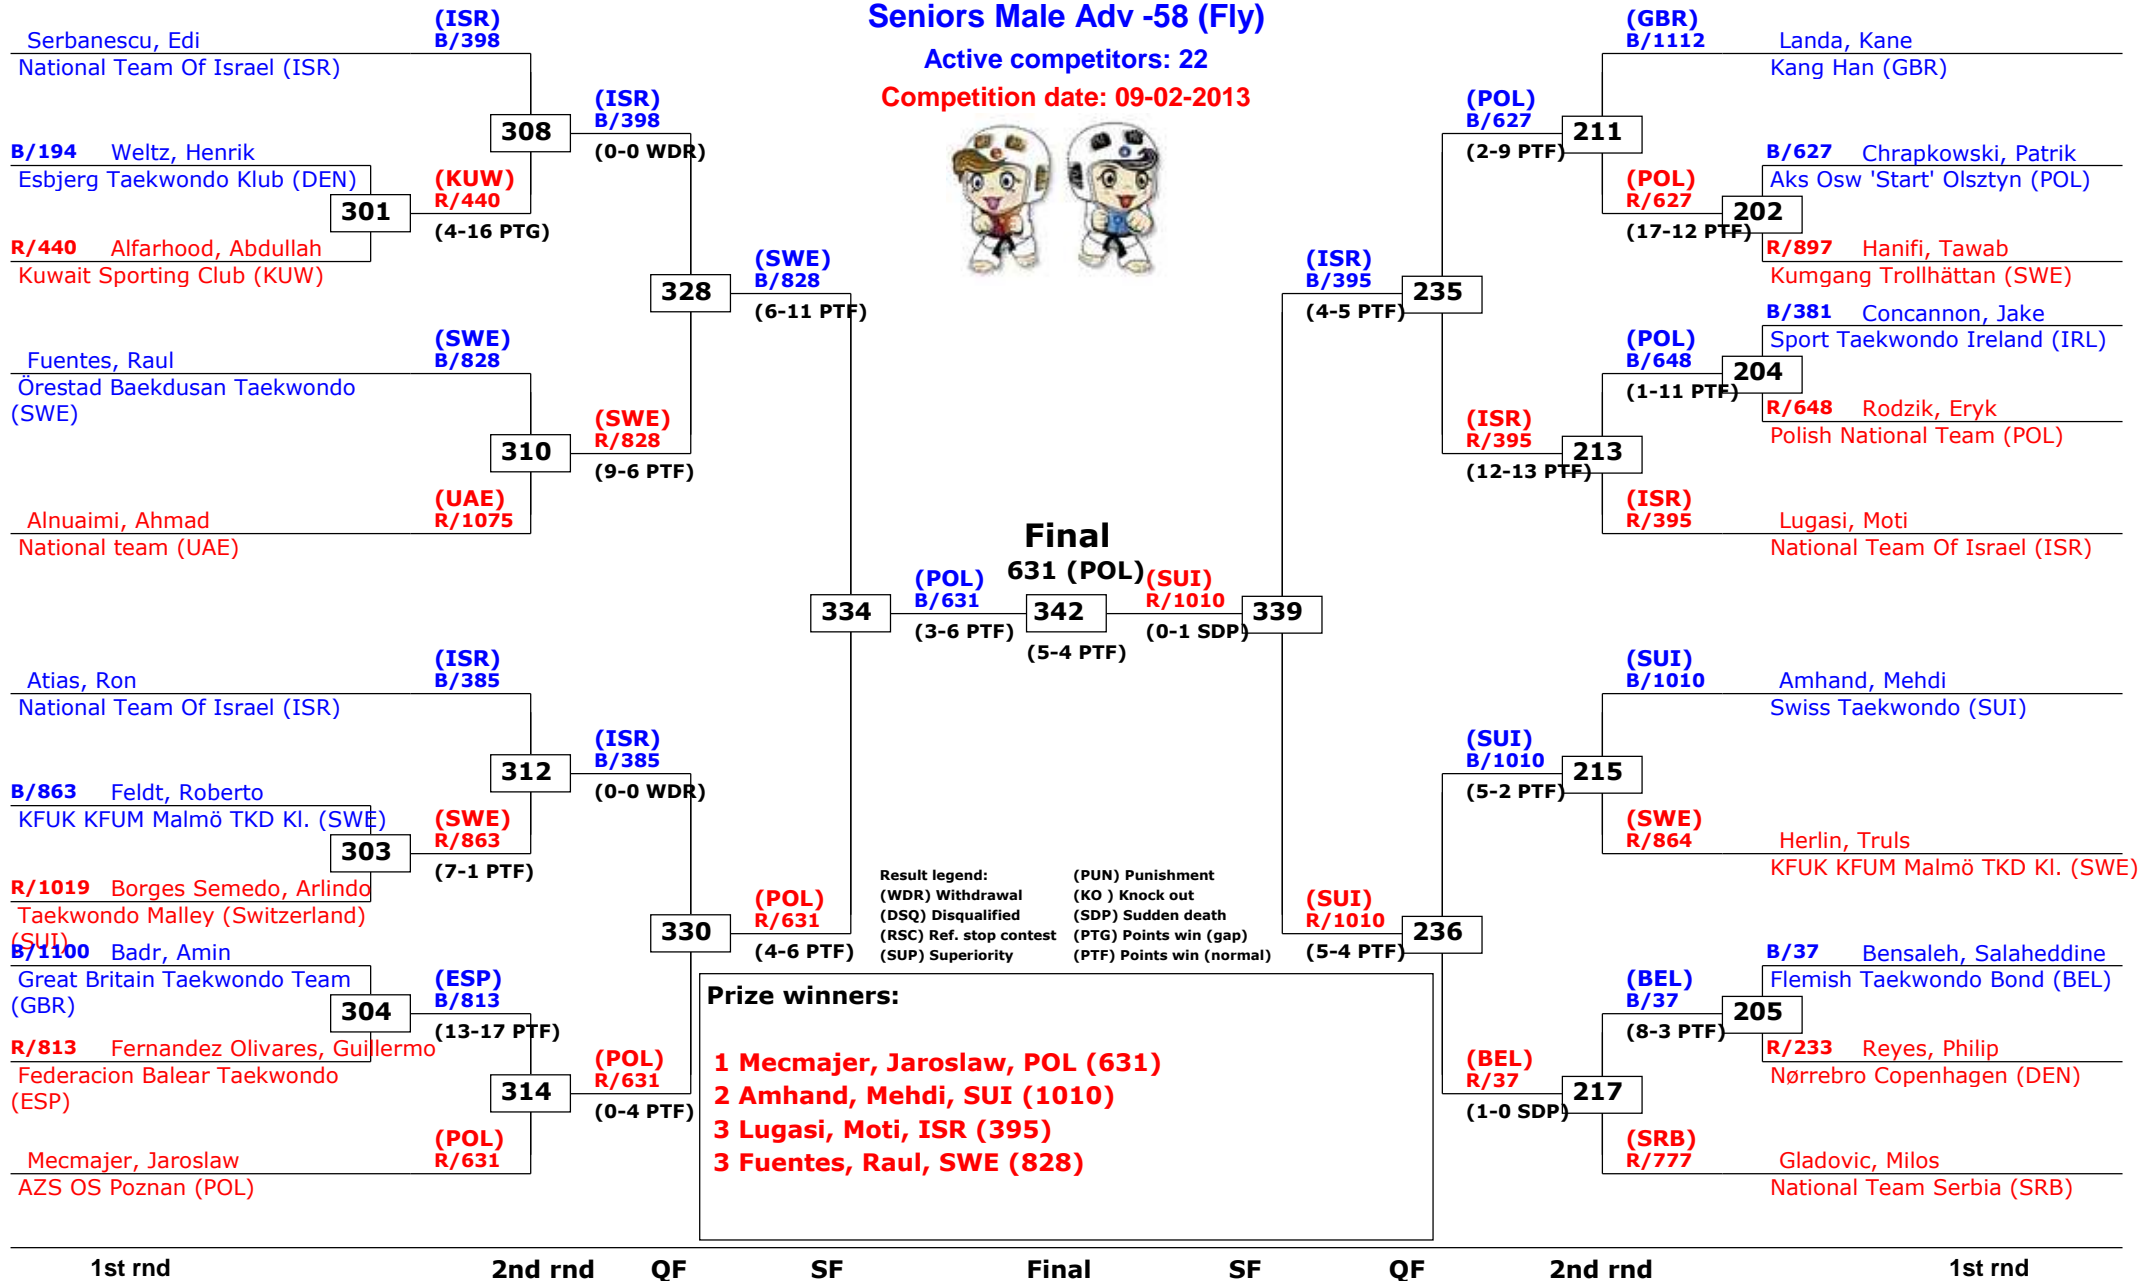 Seniors Male Adv -58 (Fly)
Active competitors: 22
Competition date: 09-02-2013
(ISR)
B/398
Serbanescu, Edi
National Team Of Israel (ISR)
308
(ISR)
B/398
(0-0 WDR)
B/194 Weltz, Henrik
Esbjerg Taekwondo Klub (DEN)
301
(KUW)
R/440
(4-16 PTG)
R/440 Alfarhood, Abdullah
Kuwait Sporting Club (KUW)
328
(SWE)
B/828
(6-11 PTF)
(SWE)
B/828
Fuentes, Raul
Örestad Baekdusan Taekwondo
(SWE)
310
(SWE)
R/828
(9-6 PTF)
(UAE)
R/1075
Alnuaimi, Ahmad
National team (UAE)
334
(POL)
B/631
(3-6 PTF)
(ISR)
B/385
Atias, Ron
National Team Of Israel (ISR)
312
(ISR)
B/385
(0-0 WDR)
B/863 Feldt, Roberto
KFUK KFUM Malmö TKD Kl. (SWE)
303
(SWE)
R/863
(7-1 PTF)
R/1019 Borges Semedo, Arlindo
Taekwondo Malley (Switzerland)
(SUI)
330
(POL)
R/631
(4-6 PTF)
B/1100 Badr, Amin
Great Britain Taekwondo Team
(GBR)
304
(ESP)
B/813
(13-17 PTF)
R/813 Fernandez Olivares, Guillermo
Federacion Balear Taekwondo
(ESP)
314
(POL)
R/631
(0-4 PTF)
(POL)
R/631
Mecmajer, Jaroslaw
AZS OS Poznan (POL)
Final
631 (POL)
342
(5-4 PTF)
(SUI)
R/1010
(0-1 SDP)
339
(GBR)
B/1112
Landa, Kane
Kang Han (GBR)
(POL)
B/627
(2-9 PTF)
211
B/627 Chrapkowski, Patrik
Aks Osw 'Start' Olsztyn (POL)
(POL)
R/627
(17-12 PTF)
202
R/897 Hanifi, Tawab
Kumgang Trollhättan (SWE)
(ISR)
B/395
(4-5 PTF)
235
B/381 Concannon, Jake
Sport Taekwondo Ireland (IRL)
(POL)
B/648
(1-11 PTF)
204
R/648 Rodzik, Eryk
Polish National Team (POL)
(ISR)
R/395
(12-13 PTF)
213
(ISR)
R/395
Lugasi, Moti
National Team Of Israel (ISR)
(SUI)
B/1010
Amhand, Mehdi
Swiss Taekwondo (SUI)
(SUI)
B/1010
(5-2 PTF)
215
(SWE)
R/864
Herlin, Truls
KFUK KFUM Malmö TKD Kl. (SWE)
(SUI)
R/1010
(5-4 PTF)
236
B/37 Bensaleh, Salaheddine
Flemish Taekwondo Bond (BEL)
(BEL)
B/37
(8-3 PTF)
205
R/233 Reyes, Philip
Nørrebro Copenhagen (DEN)
(BEL)
R/37
(1-0 SDP)
217
(SRB)
R/777
Gladovic, Milos
National Team Serbia (SRB)
Result legend:
(WDR) Withdrawal
(DSQ) Disqualified
(RSC) Ref. stop contest
(SUP) Superiority
(PUN) Punishment
(KO ) Knock out
(SDP) Sudden death
(PTG) Points win (gap)
(PTF) Points win (normal)
Prize winners:
1 Mecmajer, Jaroslaw, POL (631)
2 Amhand, Mehdi, SUI (1010)
3 Lugasi, Moti, ISR (395)
3 Fuentes, Raul, SWE (828)
1st rnd 2nd rnd QF SF Final SF QF 2nd rnd 1st rnd